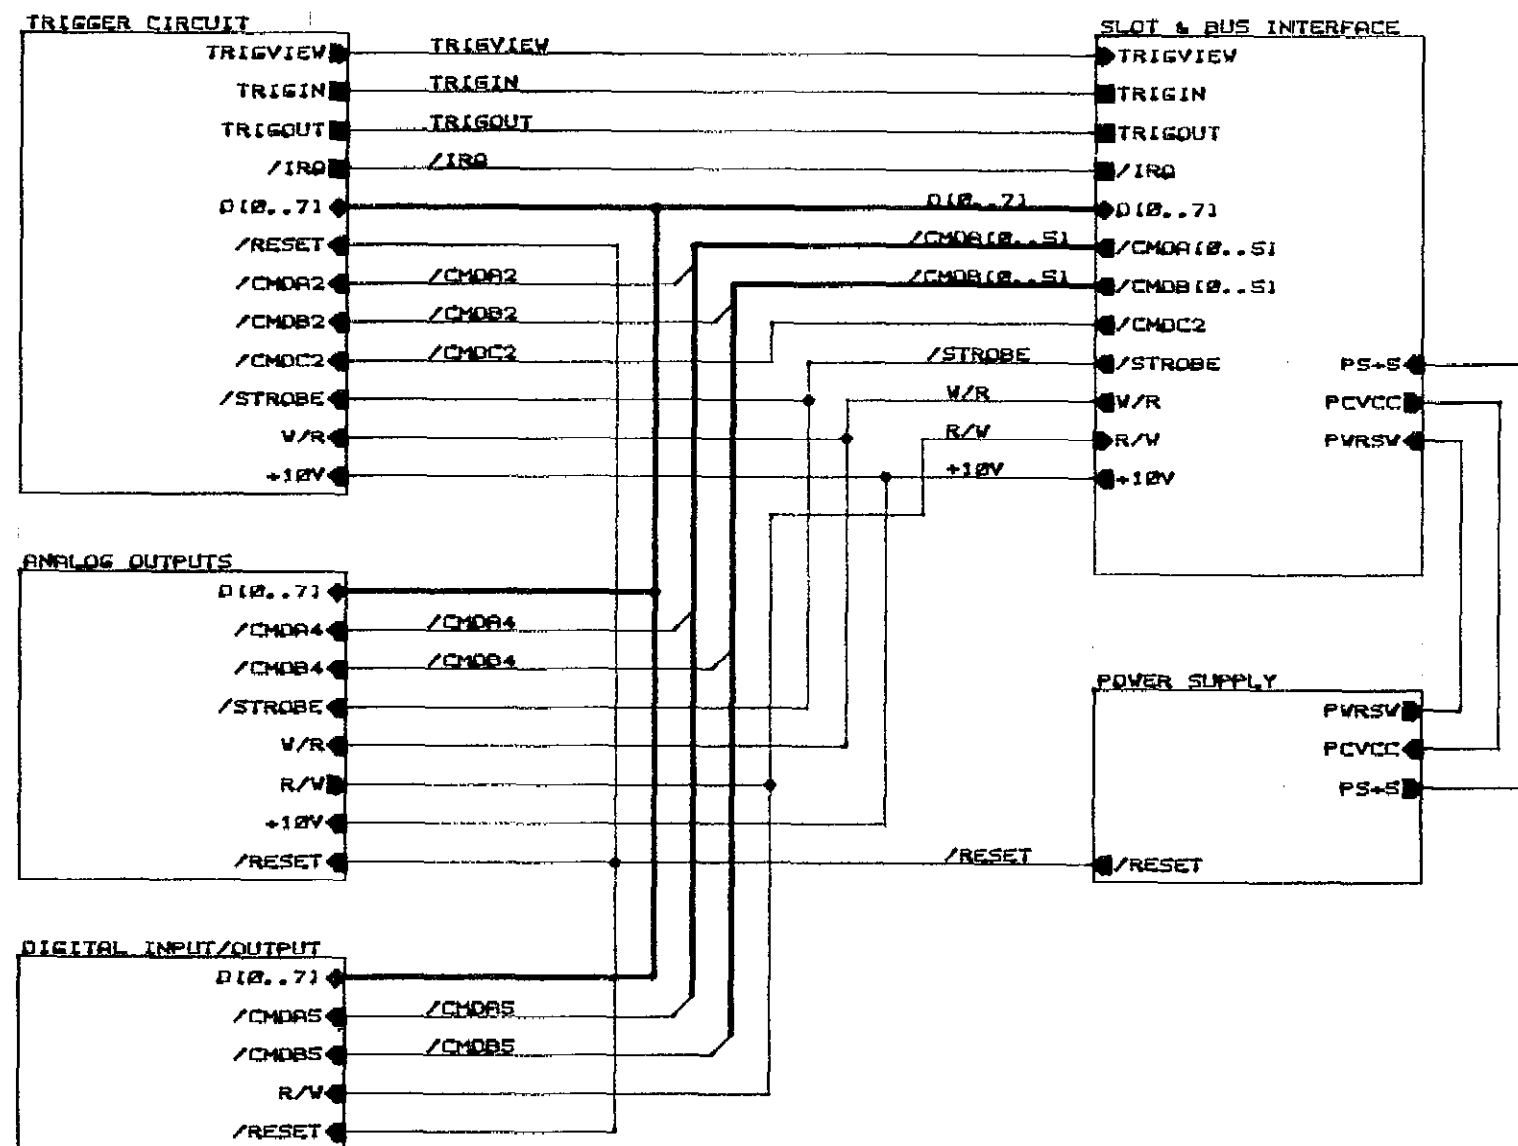 TRIGGER CIRCUIT
TRIGVIEW
TRIGIN
TRIGOUT
/IRQ
D[0..7]
/RESET
/CMDA2
/CMDB2
/CMDC2
/STROBE
W/R
+10V
TRIGVIEW
TRIGIN
TRIGOUT
/IRQ
/CMDA2
/CMDB2
/CMDC2
D[0..7]
/CMDA[0..5]
/CMDB[0..5]
/STROBE
W/R
R/W
+10V
SLOT & BUS INTERFACE
TRIGVIEW
TRIGIN
TRIGOUT
/IRQ
D[0..7]
/CMDA[0..5]
/CMDB[0..5]
/CMDC2
/STROBE
W/R
R/W
+10V
PS+5
PCVCC
PWRSW
ANALOG OUTPUTS
D[0..7]
/CMDA4
/CMDB4
/STROBE
W/R
R/W
+10V
/RESET
/CMDA4
/CMDB4
/RESET
POWER SUPPLY
PWRSW
PCVCC
PS+5
/RESET
DIGITAL INPUT/OUTPUT
D[0..7]
/CMDA5
/CMDB5
R/W
/RESET
/CMDA5
/CMDB5